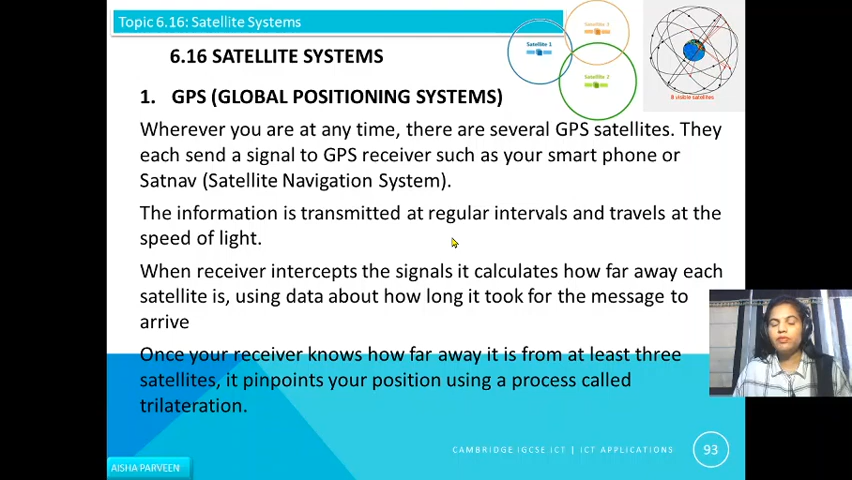 Topic 6.16: Satellite Systems
Satellite 3
Satellite 1
Satellite 2
8 visible satellites
6.16 SATELLITE SYSTEMS
1. GPS (GLOBAL POSITIONING SYSTEMS)
Wherever you are at any time, there are several GPS satellites. They
each send a signal to GPS receiver such as your smart phone or
Satnav (Satellite Navigation System).
The information is transmitted at regular intervals and travels at the
speed of light.
When receiver intercepts the signals it calculates how far away each
satellite is, using data about how long it took for the message to
arrive
Once your receiver knows how far away it is from at least three
satellites, it pinpoints your position using a process called
trilateration.
CAMBRIDGE IGCSE ICT | ICT APPLICATIONS
93
AISHA PARVEEN